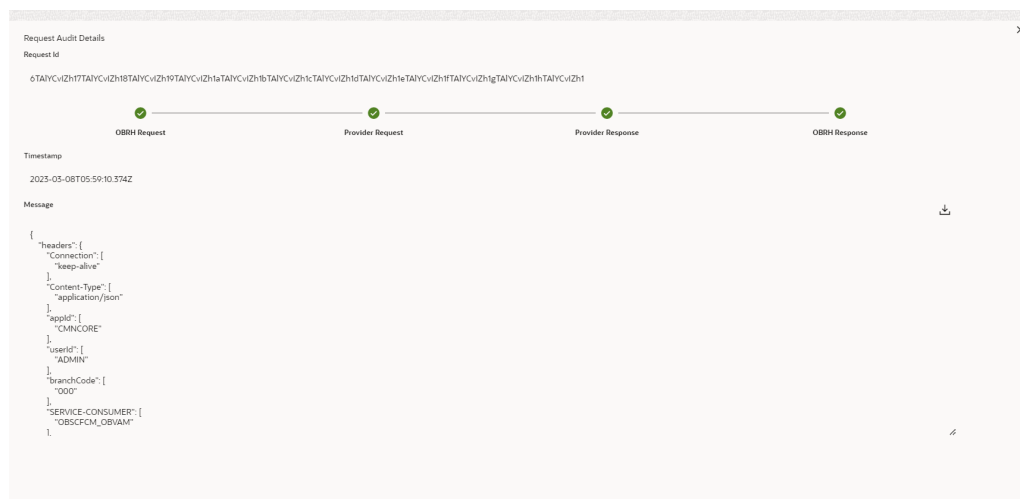 Request Audit Details
Request Id
6TAlYCvlZh17TAlYCvlZh18TAlYCvlZh19TAlYCvlZh1aTAlYCvlZh1bTAlYCvlZh1cTAlYCvlZh1dTAlYCvlZh1eTAlYCvlZh1fTAlYCvlZh1gTAlYCvlZh1hTAlYCvlZh1
OBRH Request Provider Request Provider Response OBRH Response
Timestamp
2023-03-08T05:59:10.374Z
Message
{
"headers": {
"Connection": [
"keep-alive"
],
"Content-Type": [
"application/json"
],
"appId": [
"CMNCORE"
],
"userId": [
"ADMIN"
],
"branchCode": [
"000"
],
"SERVICE-CONSUMER": [
"OBSCFCM_OBVAM"
],